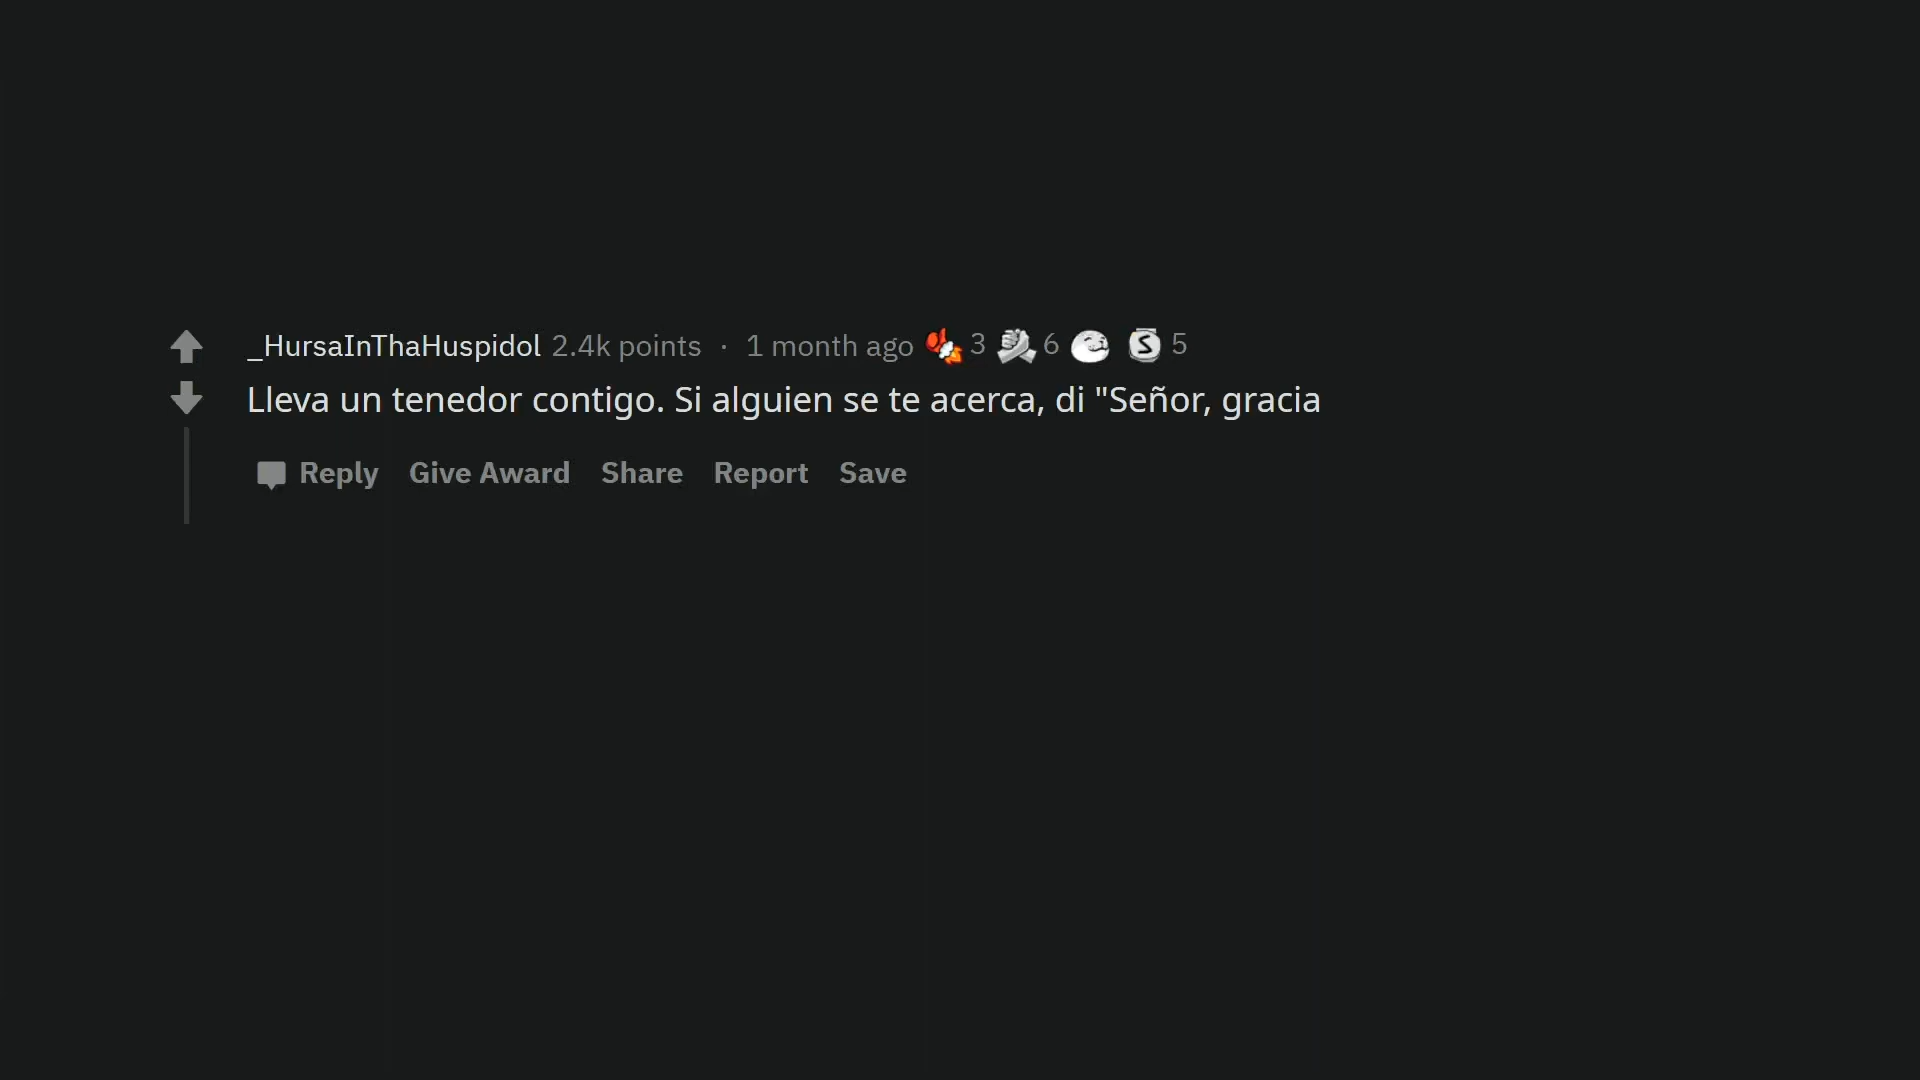 _HursaInThaHuspidol 2.4k points · 1 month ago 3 6 5
Lleva un tenedor contigo. Si alguien se te acerca, di "Señor, gracia
Reply Give Award Share Report Save